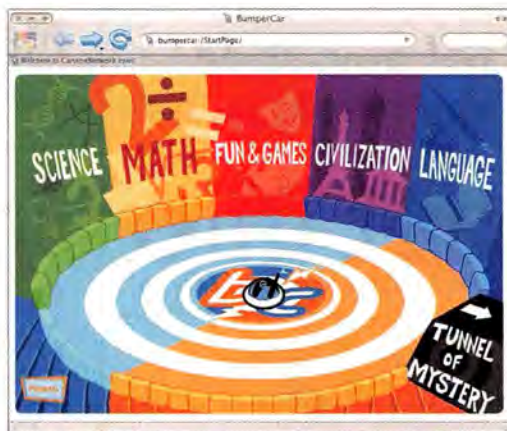 BumperCar
bumpercar:/StartPage/
SCIENCE
MATH
FUN & GAMES
CIVILIZATION
LANGUAGE
TUNNEL
OF
MYSTERY